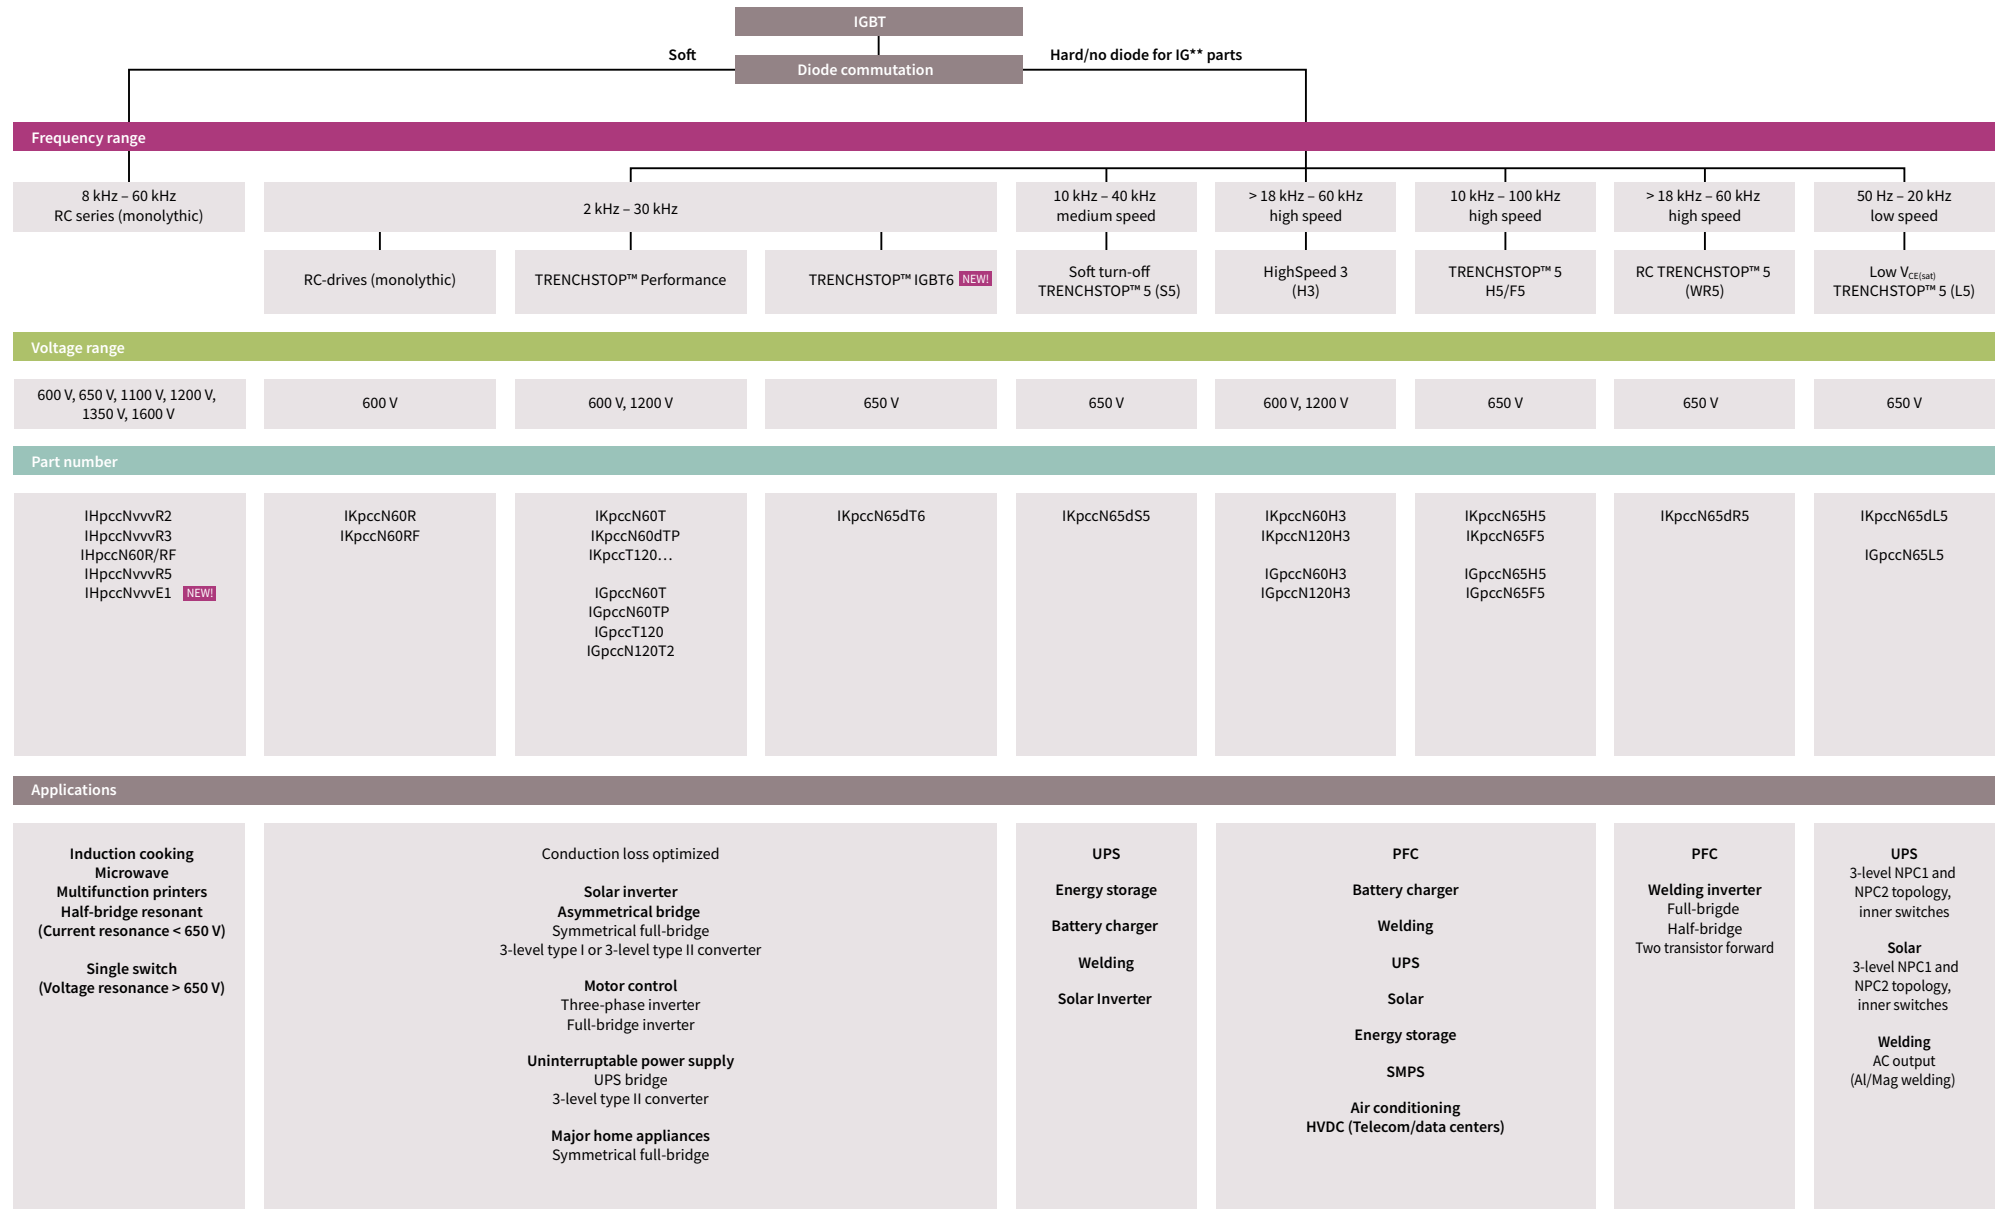 IGBT
Soft
Hard/no diode for IG** parts
Diode commutation
Frequency range
8 kHz – 60 kHz
RC series (monolythic)
2 kHz – 30 kHz
10 kHz – 40 kHz
medium speed
> 18 kHz – 60 kHz
high speed
10 kHz – 100 kHz
high speed
> 18 kHz – 60 kHz
high speed
50 Hz – 20 kHz
low speed
RC-drives (monolythic)
TRENCHSTOP™ Performance
TRENCHSTOP™ IGBT6 NEW!
Soft turn-off
TRENCHSTOP™ 5 (S5)
HighSpeed 3
(H3)
TRENCHSTOP™ 5
H5/F5
RC TRENCHSTOP™ 5
(WR5)
Low VCE(sat)
TRENCHSTOP™ 5 (L5)
Voltage range
600 V, 650 V, 1100 V, 1200 V,
1350 V, 1600 V
600 V
600 V, 1200 V
650 V
650 V
600 V, 1200 V
650 V
650 V
650 V
Part number
IHpccNvvvR2
IHpccNvvvR3
IHpccN60R/RF
IHpccNvvvR5
IHpccNvvvE1 NEW!
IKpccN60R
IKpccN60RF
IKpccN60T
IKpccN60dTP
IKpccT120…
IGpccN60T
IGpccN60TP
IGpccT120
IGpccN120T2
IKpccN65dT6
IKpccN65dS5
IKpccN60H3
IKpccN120H3
IGpccN60H3
IGpccN120H3
IKpccN65H5
IKpccN65F5
IGpccN65H5
IGpccN65F5
IKpccN65dR5
IKpccN65dL5
IGpccN65L5
Applications
Induction cooking
Microwave
Multifunction printers
Half-bridge resonant
(Current resonance < 650 V)
Single switch
(Voltage resonance > 650 V)
Conduction loss optimized
Solar inverter
Asymmetrical bridge
Symmetrical full-bridge
3-level type I or 3-level type II converter
Motor control
Three-phase inverter
Full-bridge inverter
Uninterruptable power supply
UPS bridge
3-level type II converter
Major home appliances
Symmetrical full-bridge
UPS
Energy storage
Battery charger
Welding
Solar Inverter
PFC
Battery charger
Welding
UPS
Solar
Energy storage
SMPS
Air conditioning
HVDC (Telecom/data centers)
PFC
Welding inverter
Full-brigde
Half-bridge
Two transistor forward
UPS
3-level NPC1 and
NPC2 topology,
inner switches
Solar
3-level NPC1 and
NPC2 topology,
inner switches
Welding
AC output
(Al/Mag welding)